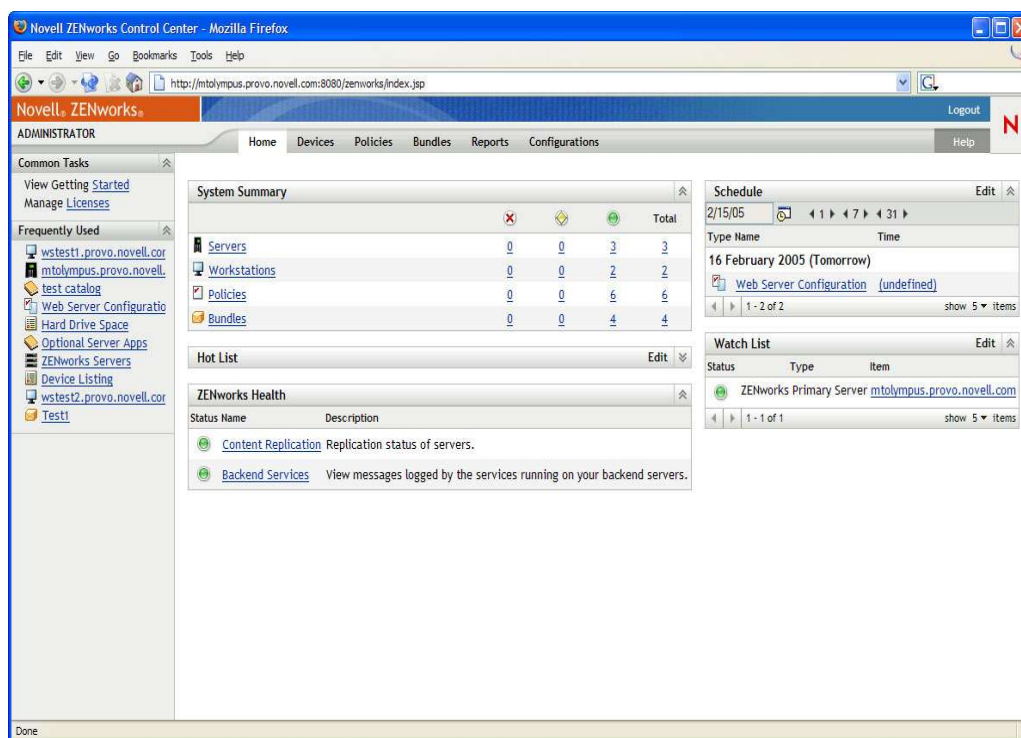 Novell ZENworks Control Center - Mozilla Firefox
File Edit View Go Bookmarks Tools Help
http://mtolympus.provo.novell.com:8080/zenworks/index.jsp
G
Novell® ZENworks®
Logout
N
ADMINISTRATOR
Home Devices Policies Bundles Reports Configurations
Help
Common Tasks
View Getting Started
Manage Licenses
Frequently Used
wstest1.provo.novell.cor
mtolympus.provo.novell.
test catalog
Web Server Configuratio
Hard Drive Space
Optional Server Apps
ZENworks Servers
Device Listing
wstest2.provo.novell.cor
Test1
System Summary
Total
Servers 0 0 3 3
Workstations 0 0 2 2
Policies 0 0 6 6
Bundles 0 0 4 4
Hot List Edit
ZENworks Health
Status Name Description
Content Replication Replication status of servers.
Backend Services View messages logged by the services running on your backend servers.
Schedule Edit
2/15/05 1 7 31
Type Name Time
16 February 2005 (Tomorrow)
Web Server Configuration (undefined)
1 - 2 of 2 show 5 items
Watch List Edit
Status Type Item
ZENworks Primary Server mtolympus.provo.novell.com
1 - 1 of 1 show 5 items
Done